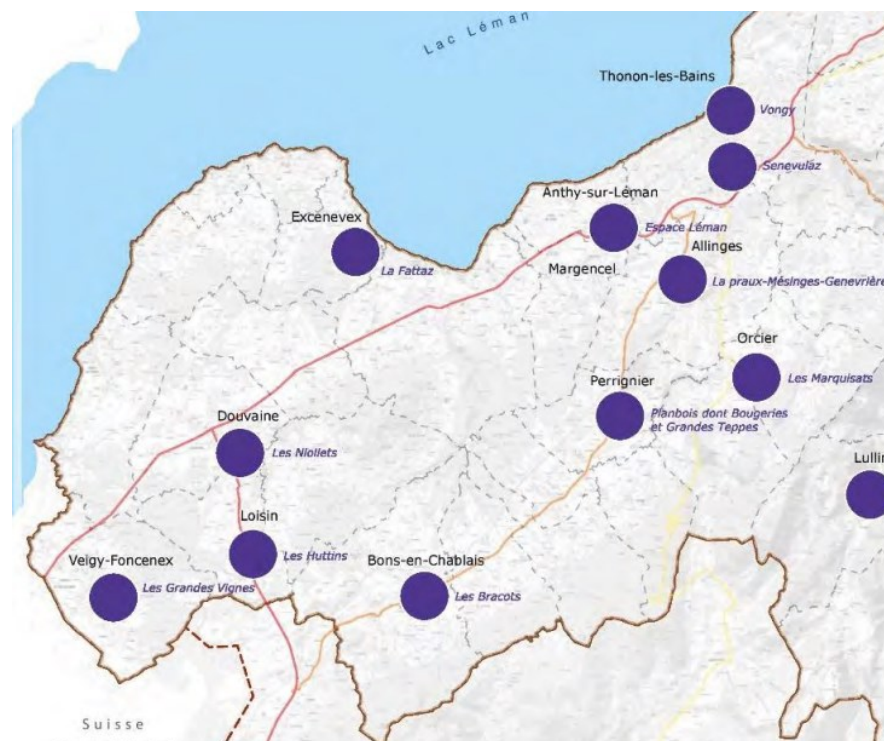 Lac Léman
Thonon-les-Bains
Vongy
Senevulaz
Anthy-sur-Léman
Excenevex
Espace Léman
Allinges
La Fattaz
Margencel
La praux-Mésinges-Genevrière
Orcier
Perrignier
Les Marquisats
Planbois dont Bougeries
et Grandes Teppes
Douvaine
Les Niollets
Lullin
Loisin
Les Huttins
Veigy-Foncenex
Bons-en-Chablais
Les Grandes Vignes
Les Bracots
Suisse